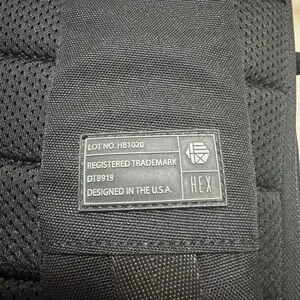 LOT NO. HB1020
REGISTERED TRADEMARK
DT8919
DESIGNED IN THE U.S.A.
HEX